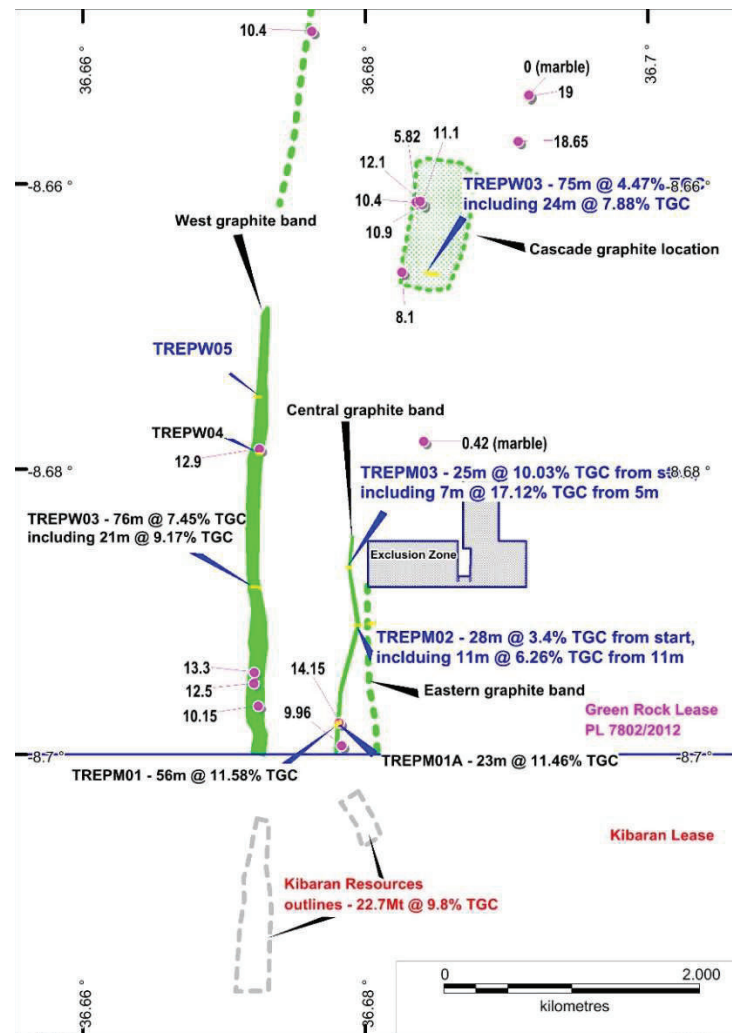 36.66 °
36.68 °
36.7 °
10.4
0 (marble)
19
18.65
5.82
11.1
12.1
10.4
10.9
8.1
-8.66 °
-8.66 °
TREPW03 - 75m @ 4.47% TGC
including 24m @ 7.88% TGC
West graphite band
Cascade graphite location
TREPW05
Central graphite band
TREPW04
12.9
0.42 (marble)
-8.68 °
-8.68 °
TREPM03 - 25m @ 10.03% TGC from
including 7m @ 17.12% TGC from 5m
TREPW03 - 76m @ 7.45% TGC
including 21m @ 9.17% TGC
Exclusion Zone
TREPM02 - 28m @ 3.4% TGC from start,
inclduing 11m @ 6.26% TGC from 11m
13.3
12.5
10.15
14.15
9.96
Eastern graphite band
Green Rock Lease
PL 7802/2012
-8.7 °
-8.7 °
TREPM01 - 56m @ 11.58% TGC
TREPM01A - 23m @ 11.46% TGC
Kibaran Lease
Kibaran Resources
outlines - 22.7Mt @ 9.8% TGC
0
2.000
kilometres
36.66 °
36.68 °